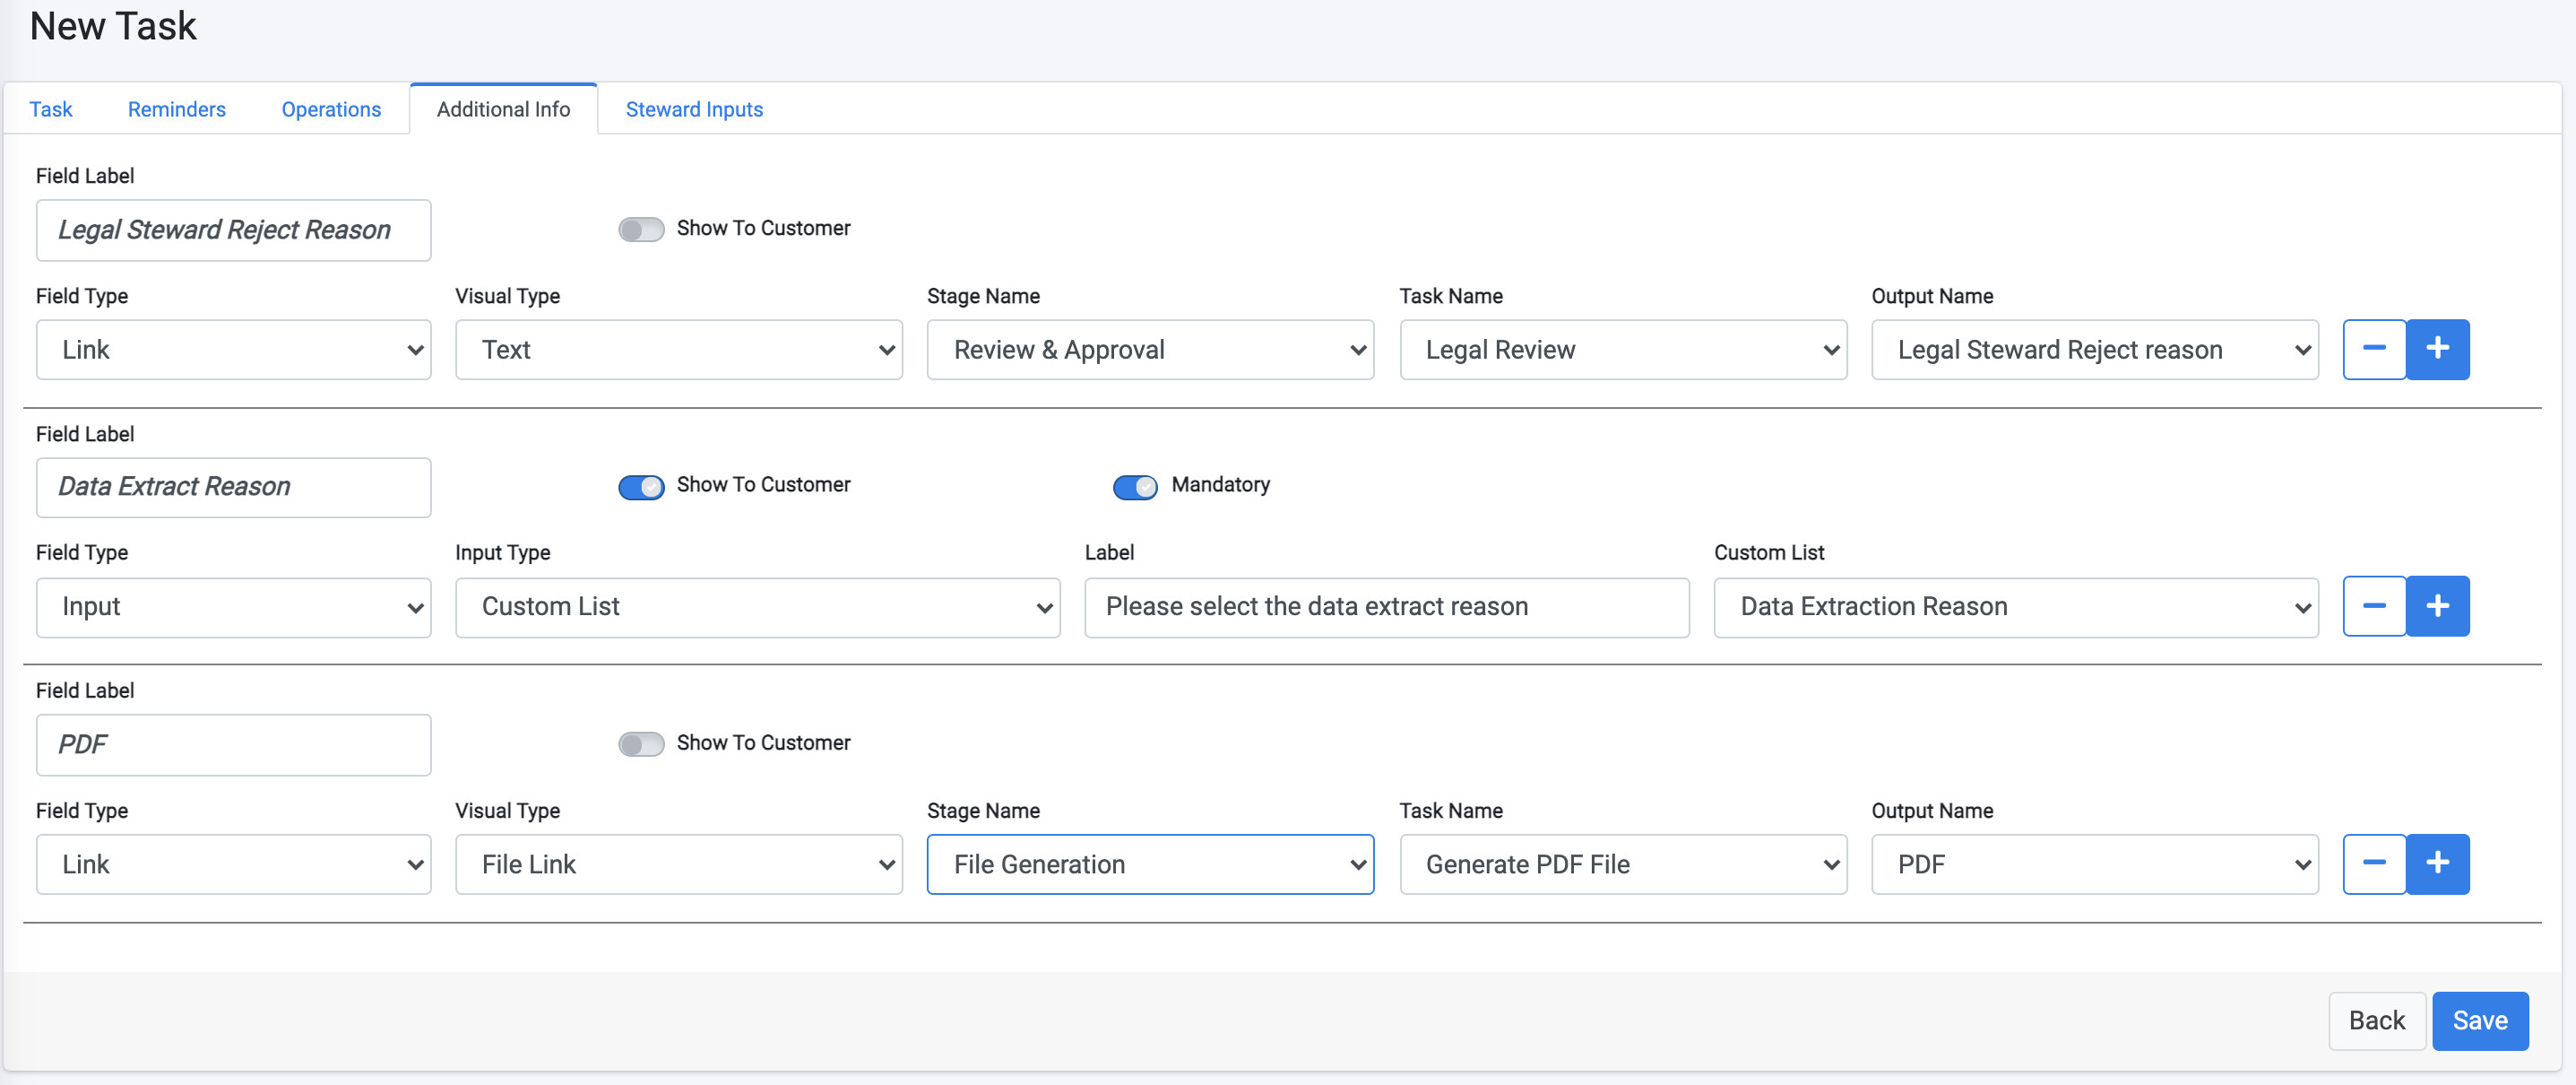 New Task
Task Reminders Operations Additional Info Steward Inputs
Field Label
Legal Steward Reject Reason Show To Customer
Field Type Visual Type Stage Name Task Name Output Name
Link Text Review & Approval Legal Review Legal Steward Reject reason
Field Label
Data Extract Reason Show To Customer Mandatory
Field Type Input Type Label Custom List
Input Custom List Please select the data extract reason Data Extraction Reason
Field Label
PDF Show To Customer
Field Type Visual Type Stage Name Task Name Output Name
Link File Link File Generation Generate PDF File PDF
Back Save